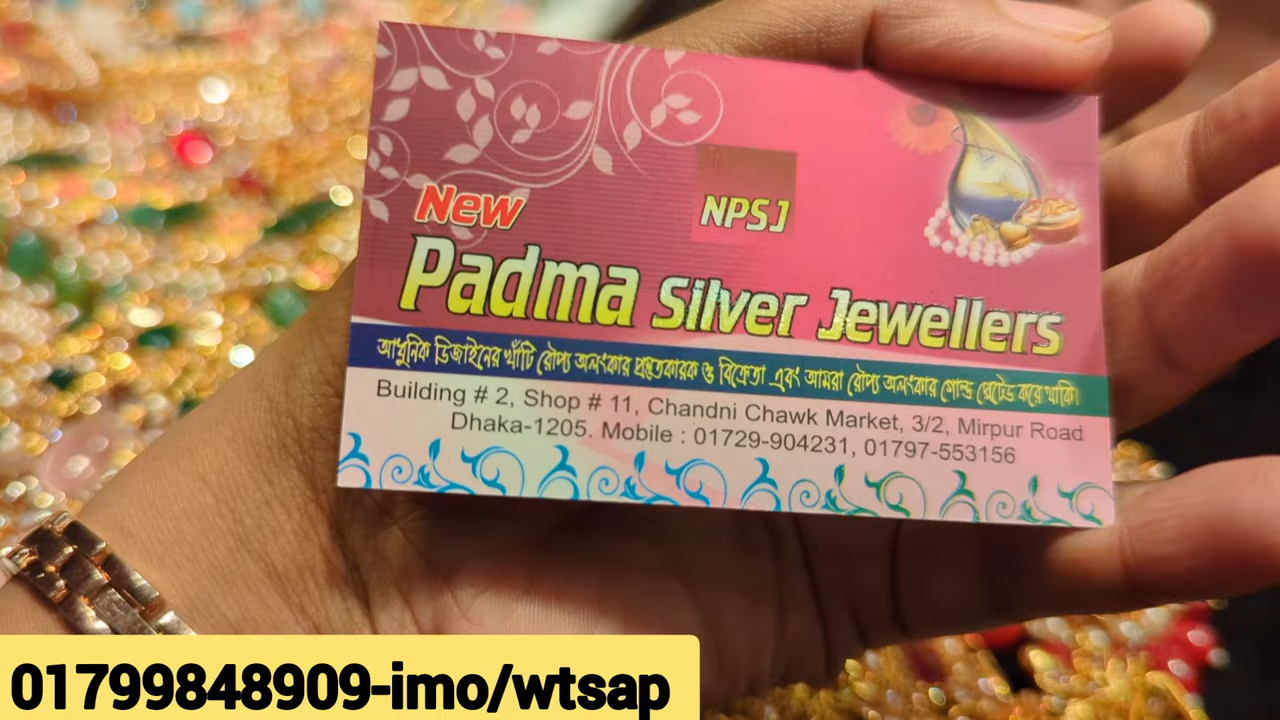 NPSJ
New
Padma Silver Jewellers
আধুনিক ডিজাইনের খাঁটি রৌপ্য অলংকার প্রস্তুতকারক ও বিক্রেতা এবং আমরা রৌপ্য অলংকার গোল্ড প্লেটেড করে থাকি।
Building # 2, Shop # 11, Chandni Chawk Market, 3/2, Mirpur Road
Dhaka-1205. Mobile : 01729-904231, 01797-553156
01799848909-imo/wtsap